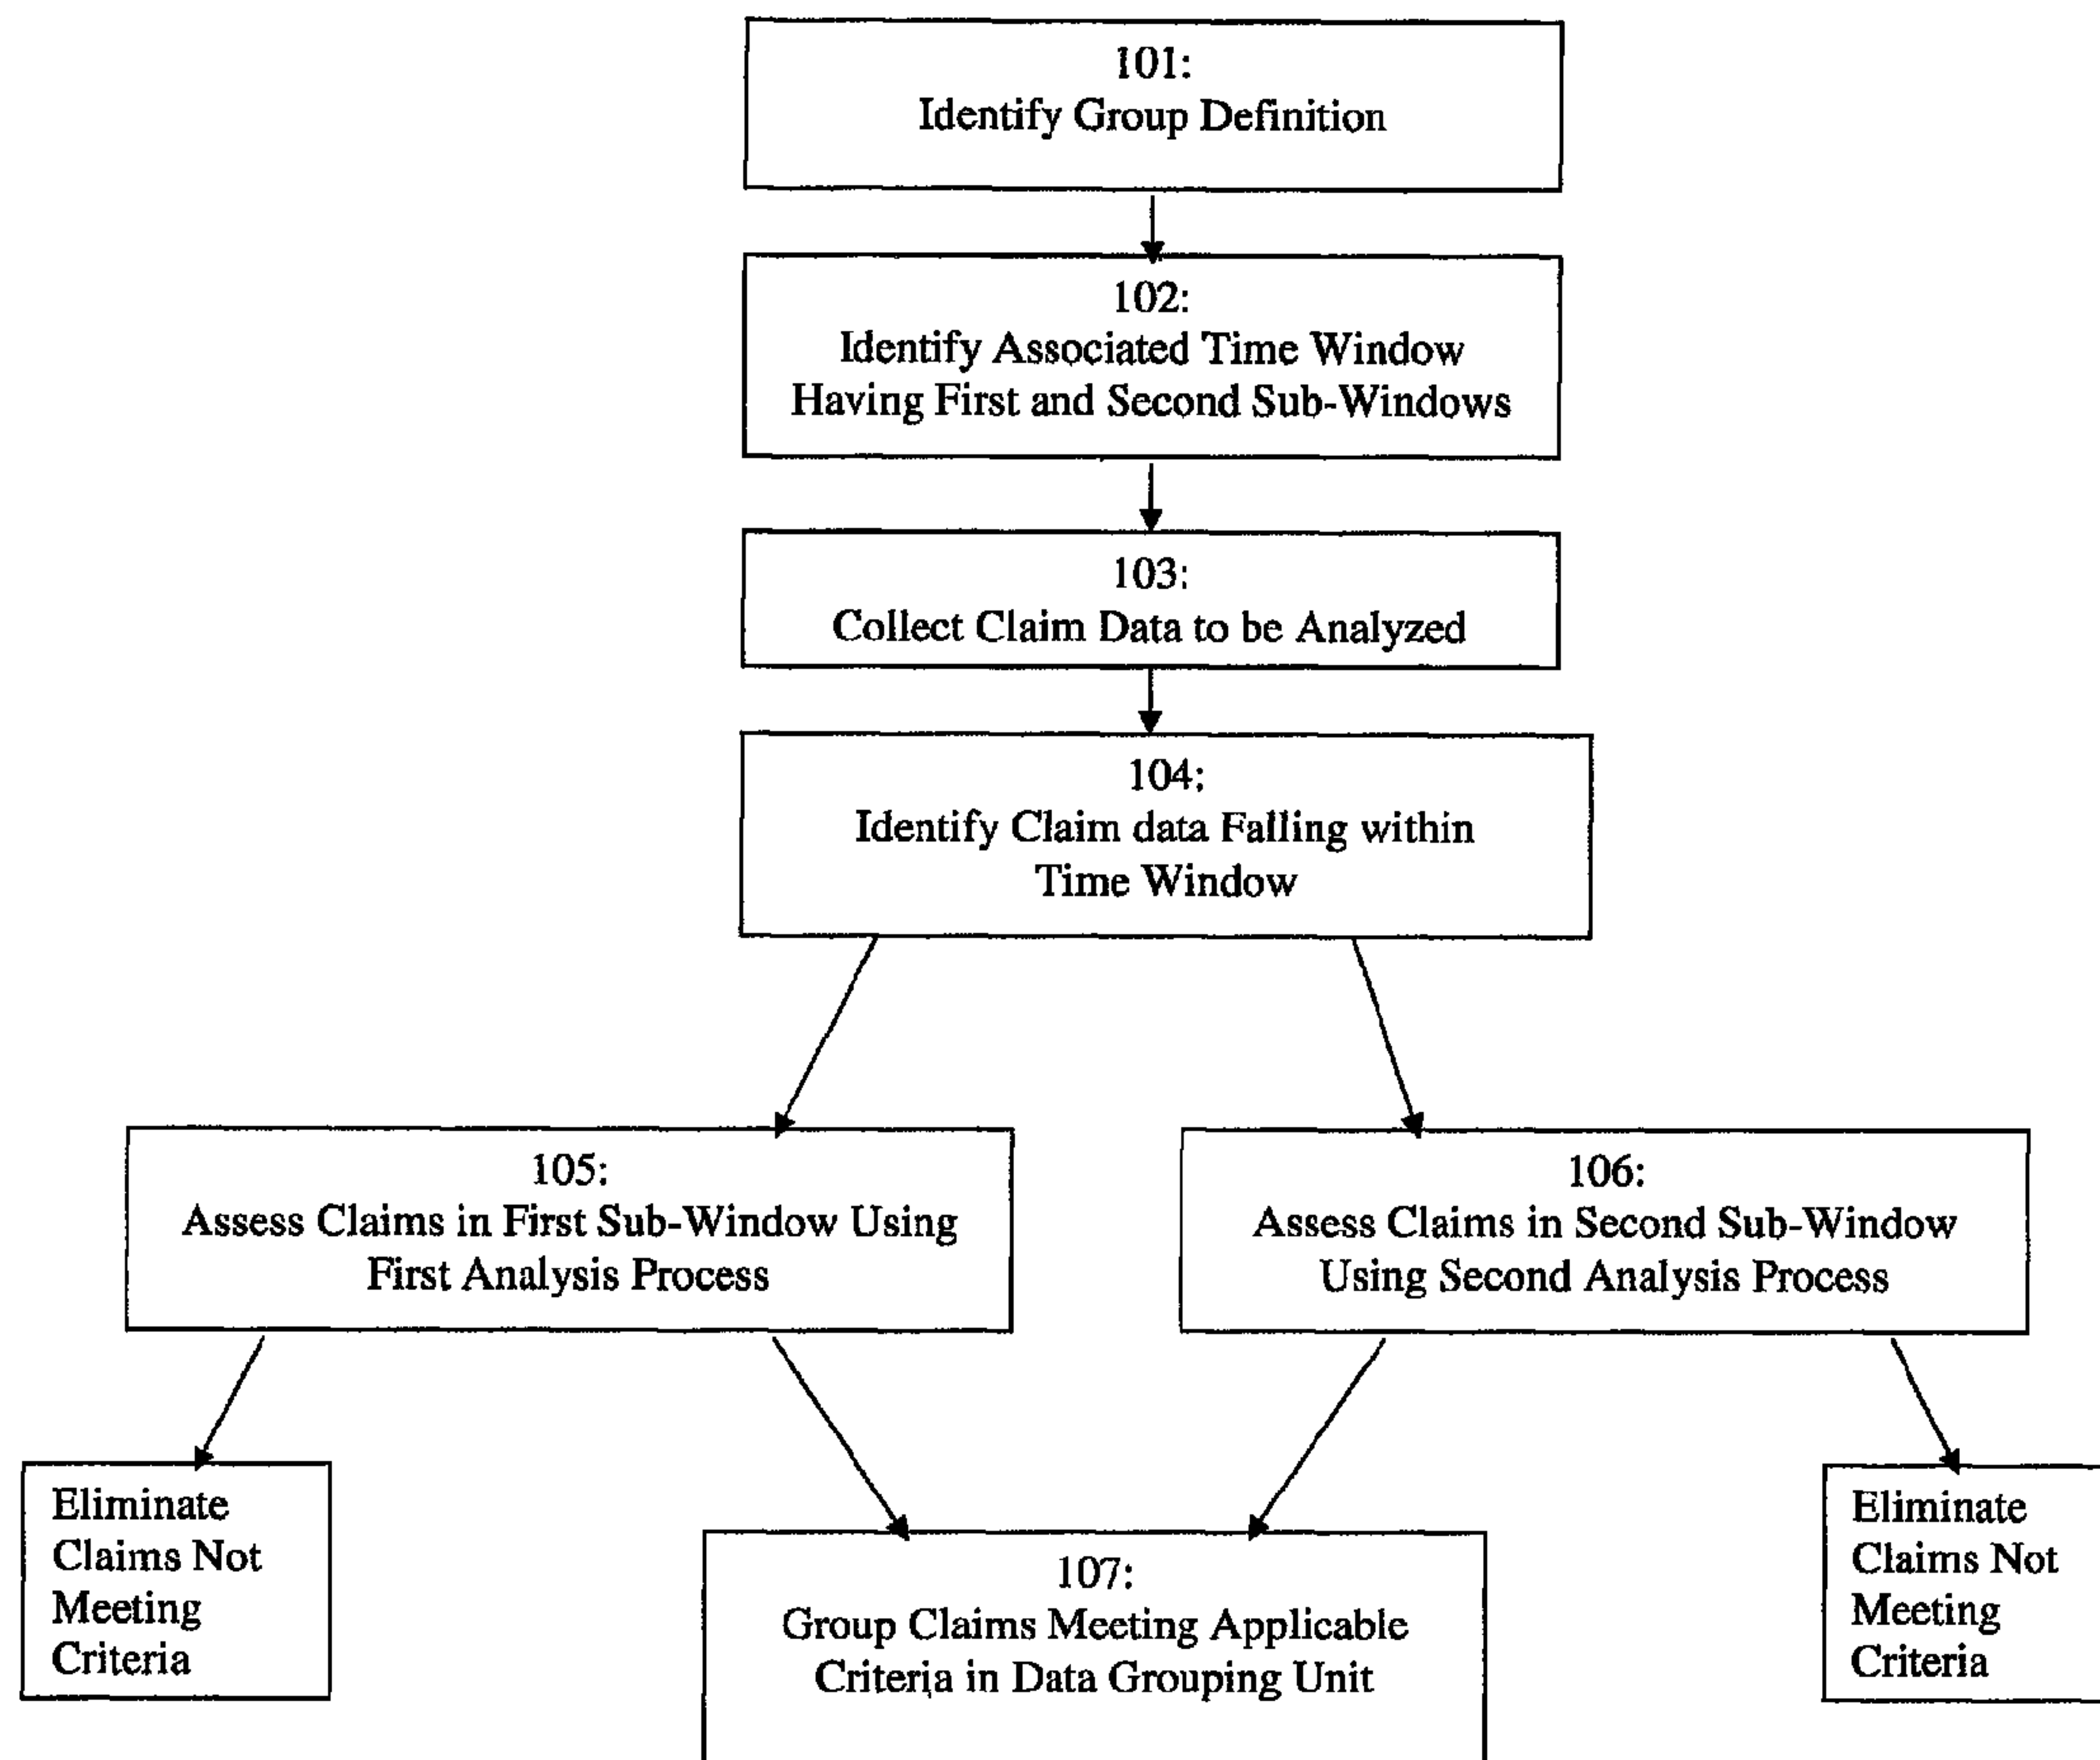 101:
Identify Group Definition
102:
Identify Associated Time Window
Having First and Second Sub-Windows
103:
Collect Claim Data to be Analyzed
104:
Identify Claim data Falling within
Time Window
105:
Assess Claims in First Sub-Window Using
First Analysis Process
106:
Assess Claims in Second Sub-Window
Using Second Analysis Process
Eliminate
Claims Not
Meeting
Criteria
107:
Group Claims Meeting Applicable
Criteria in Data Grouping Unit
Eliminate
Claims Not
Meeting
Criteria